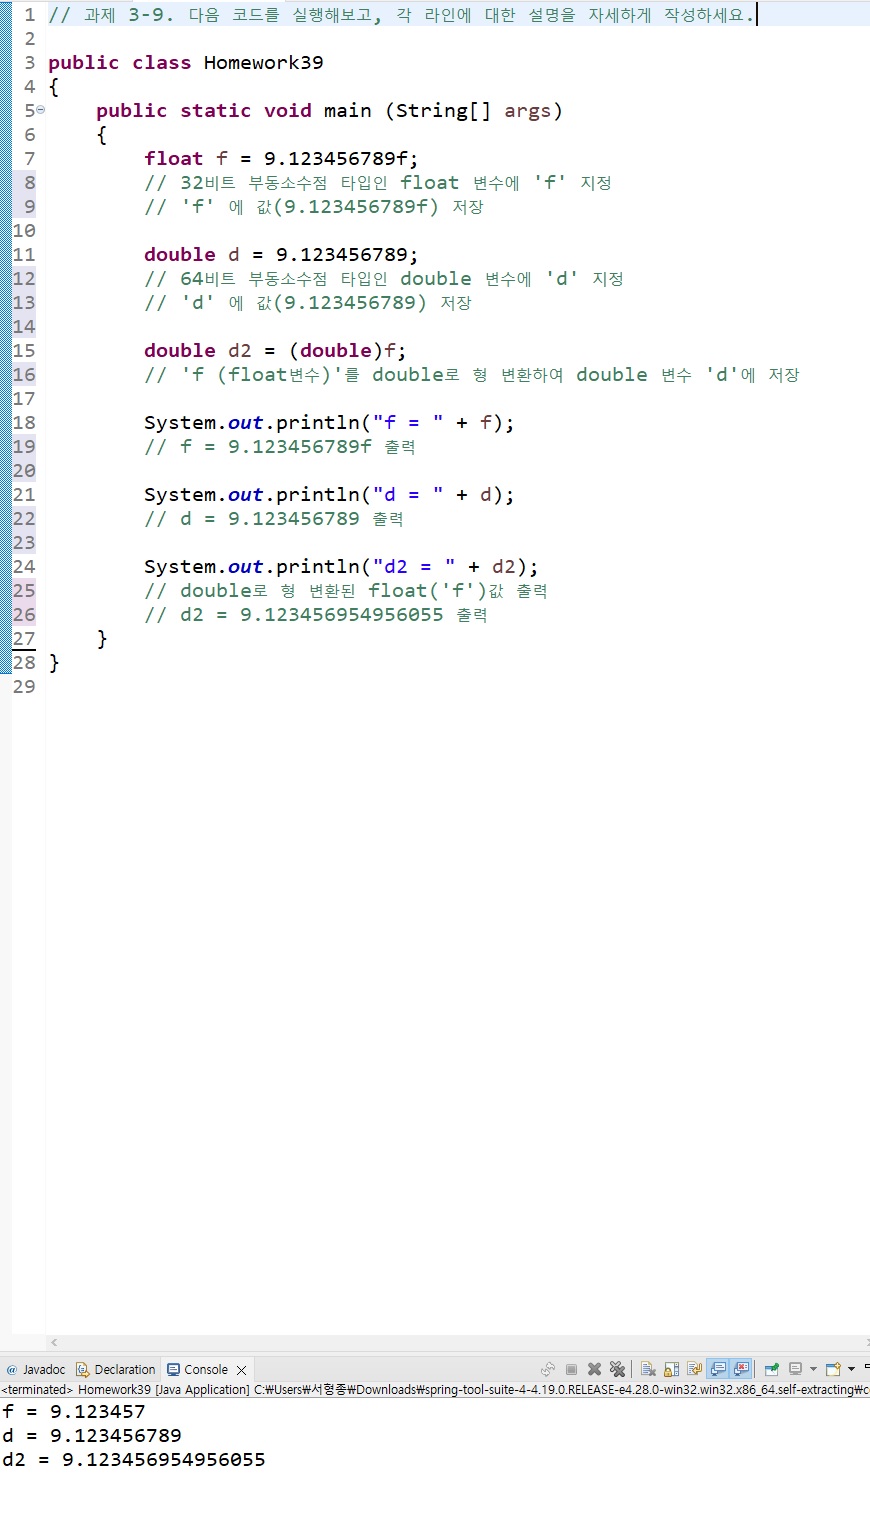 1 // 과제 3-9. 다음 코드를 실행해보고, 각 라인에 대한 설명을 자세하게 작성하세요.
2
3 public class Homework39
4 {
5 public static void main (String[] args)
6 {
7 float f = 9.123456789f;
8 // 32비트 부동소수점 타입인 float 변수에 'f' 지정
9 // 'f' 에 값(9.123456789f) 저장
10
11 double d = 9.123456789;
12 // 64비트 부동소수점 타입인 double 변수에 'd' 지정
13 // 'd' 에 값(9.123456789) 저장
14
15 double d2 = (double)f;
16 // 'f (float변수)'를 double로 형 변환하여 double 변수 'd'에 저장
17
18 System.out.println("f = " + f);
19 // f = 9.123456789f 출력
20
21 System.out.println("d = " + d);
22 // d = 9.123456789 출력
23
24 System.out.println("d2 = " + d2);
25 // double로 형 변환된 float('f')값 출력
26 // d2 = 9.123456954956055 출력
27 }
28 }
29
@ Javadoc Declaration Console
<terminated> Homework39 [Java Application] C:₩Users₩서형종₩Downloads₩spring-tool-suite-4-4.19.0.RELEASE-e4.28.0-win32.win32.x86_64.self-extracting₩c
f = 9.123457
d = 9.123456789
d2 = 9.123456954956055